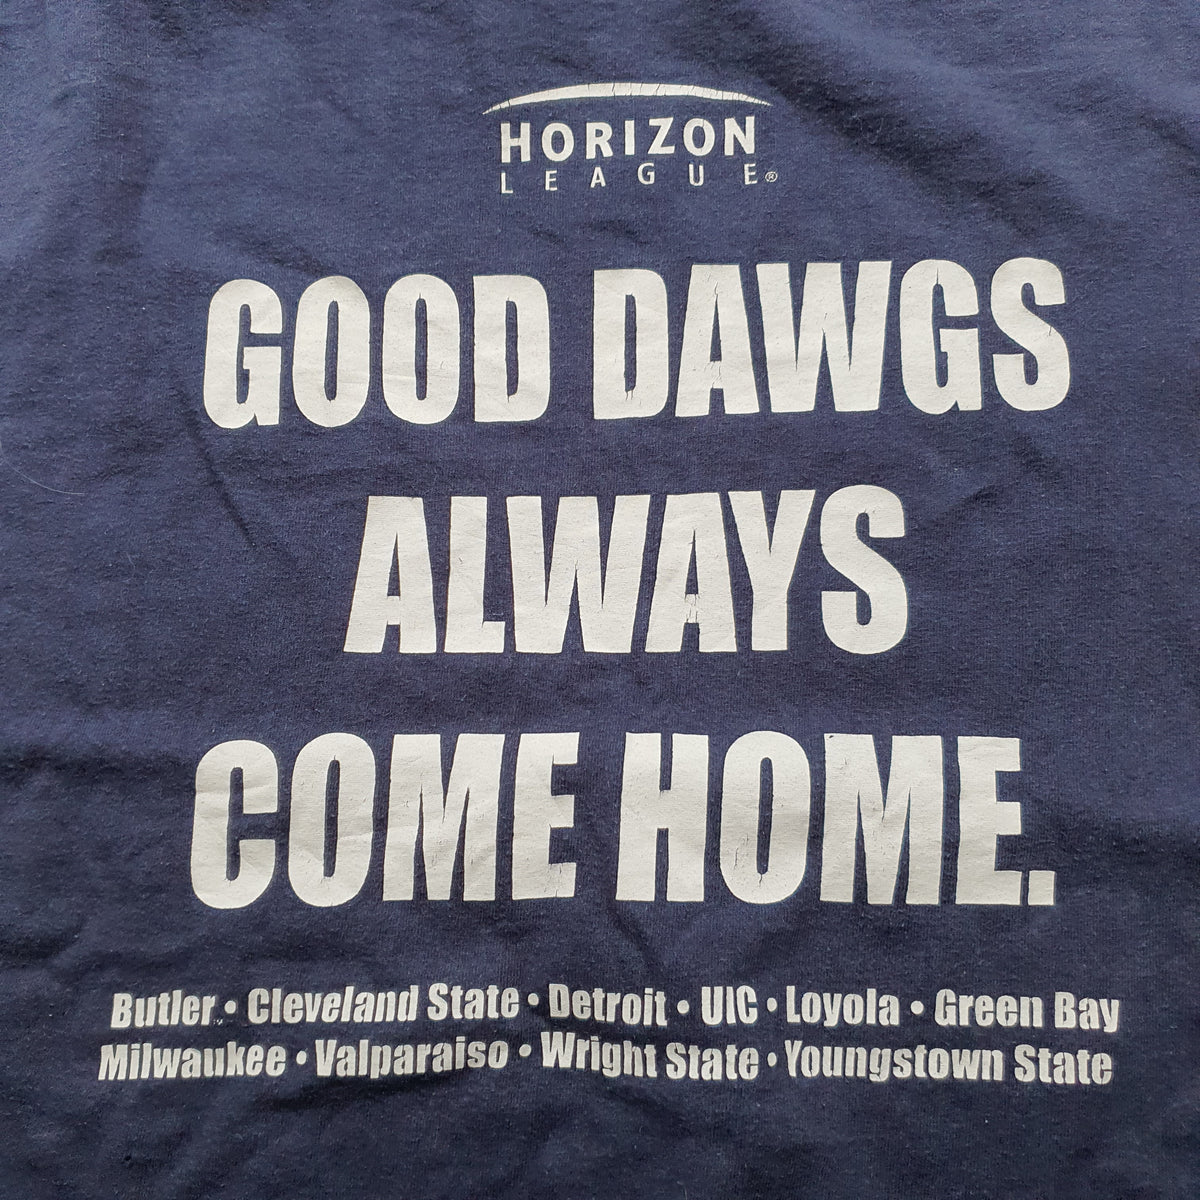 HORIZON
LEAGUE®
GOOD DAWGS
ALWAYS
COME HOME.
Butler • Cleveland State • Detroit • UIC • Loyola • Green Bay
Milwaukee • Valparaiso • Wright State • Youngstown State